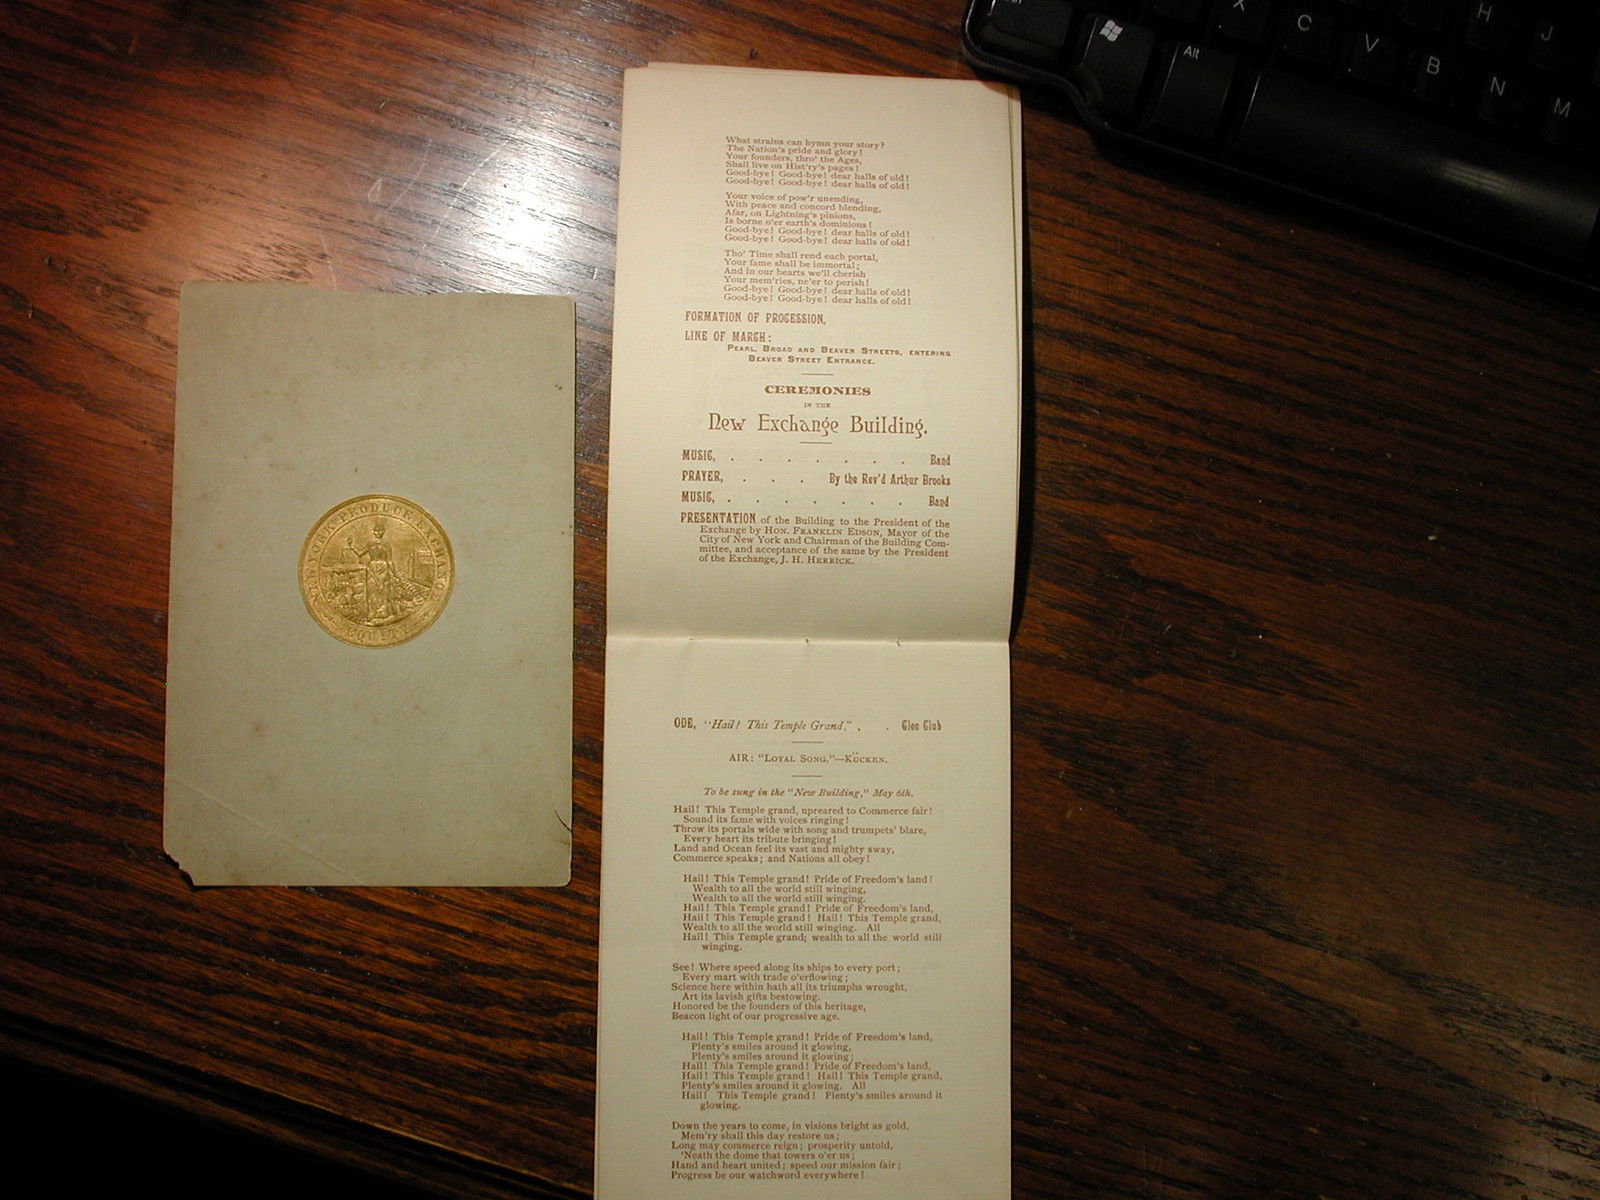 What strains can hymn your story?
The Nation's pride and glory!
Your founders, thro' the Ages,
Shall live on Hist'ry's pages!
Good-bye! Good-bye! dear halls of old!
Good-bye! Good-bye! dear halls of old!
Your voice of pow'r unending,
With peace and concord blending,
Afar, on Lightning's pinions,
Is borne o'er earth's dominions!
Good-bye! Good-bye! dear halls of old!
Good-bye! Good-bye! dear halls of old!
Tho' Time shall rend each portal,
Your fame shall be immortal;
And in our hearts we'll cherish
Your mem'ries, ne'er to perish!
Good-bye! Good-bye! dear halls of old!
Good-bye! Good-bye! dear halls of old!
FORMATION OF PROCESSION,
LINE OF MARCH:
PEARL, BROAD AND BEAVER STREETS, ENTERING
BEAVER STREET ENTRANCE.
CEREMONIES
IN THE
New Exchange Building.
MUSIC, . . . . . . . Band
PRAYER, . . . By the Rev'd Arthur Brooks
MUSIC, . . . . . . . Band
PRESENTATION of the Building to the President of the
Exchange by HON. FRANKLIN EDSON, Mayor of the
City of New York and Chairman of the Building Com-
mittee, and acceptance of the same by the President
of the Exchange, J. H. HERRICK.
ODE, "Hail! This Temple Grand," . . Glee Club
AIR: "LOYAL SONG,"—KÜCKEN.
To be sung in the "New Building," May 6th.
Hail! This Temple grand, upreared to Commerce fair!
Sound its fame with voices ringing!
Throw its portals wide with song and trumpets' blare,
Every heart its tribute bringing!
Land and Ocean feel its vast and mighty sway,
Commerce speaks; and Nations all obey!
Hail! This Temple grand! Pride of Freedom's land!
Wealth to all the world still winging,
Wealth to all the world still winging.
Hail! This Temple grand! Pride of Freedom's land,
Hail! This Temple grand! Hail! This Temple grand,
Wealth to all the world still winging. All
Hail! This Temple grand; wealth to all the world still
winging.
See! Where speed along its ships to every port;
Every mart with trade o'erflowing;
Science here within hath all its triumphs wrought,
Art its lavish gifts bestowing.
Honored be the founders of this heritage,
Beacon light of our progressive age.
Hail! This Temple grand! Pride of Freedom's land,
Plenty's smiles around it glowing,
Plenty's smiles around it glowing;
Hail! This Temple grand! Pride of Freedom's land,
Hail! This Temple grand! Hail! This Temple grand,
Plenty's smiles around it glowing. All
Hail! This Temple grand! Plenty's smiles around it
glowing.
Down the years to come, in visions bright as gold,
Mem'ry shall this day restore us;
Long may commerce reign; prosperity untold,
'Neath the dome that towers o'er us;
Hand and heart united; speed our mission fair;
Progress be our watchword everywhere!
NEW YORK PRODUCE EXCHANGE
EQUITY
Alt
X C V B N M
H J